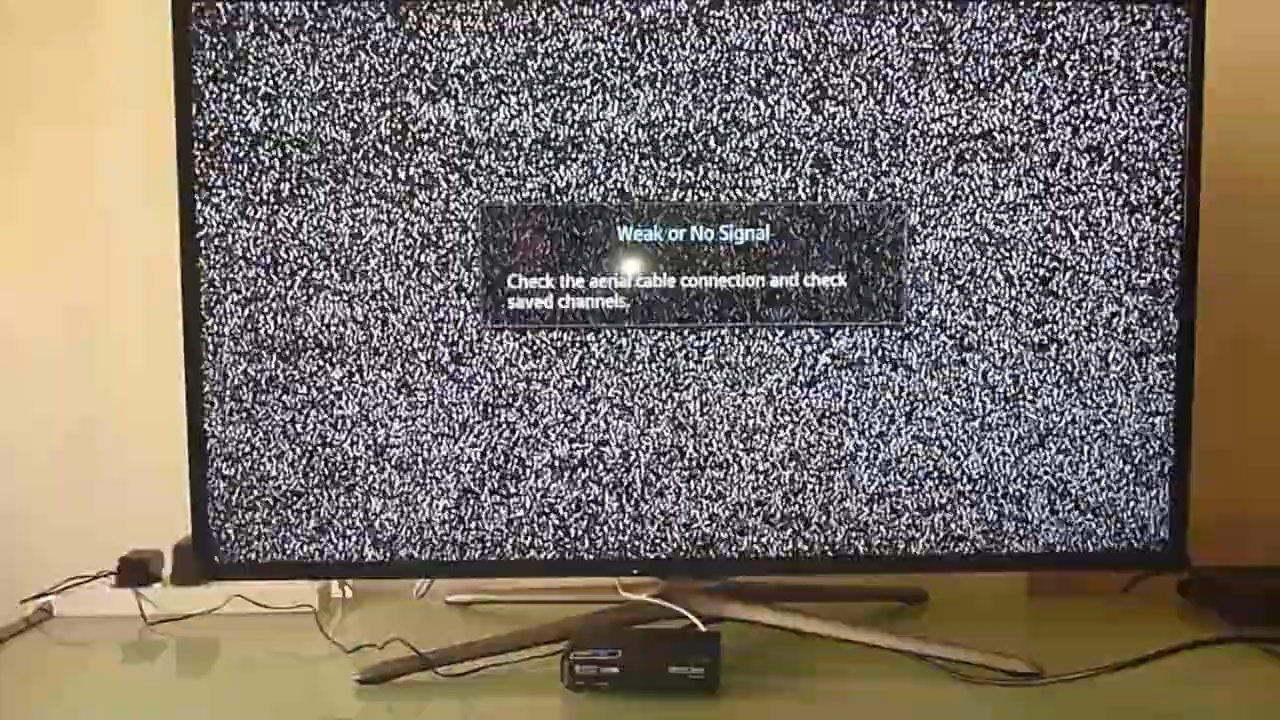 Weak or No Signal
Check the aerial cable connection and check
saved channels.